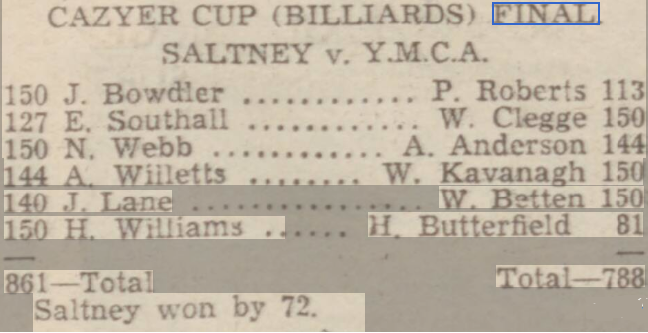 CAZYER CUP (BILLIARDS) FINAL.
SALTNEY v. Y.M.C.A.
150 J. Bowdler ............. P. Roberts 113
127 E. Southall ............ W. Clegge 150
150 N. Webb ............ A. Anderson 144
144 A. Willetts ........ W. Kavanagh 150
140 J. Lane ................. W. Betten 150
150 H. Williams ...... H. Butterfield 81
— —
861—Total Total—788
Saltney won by 72.